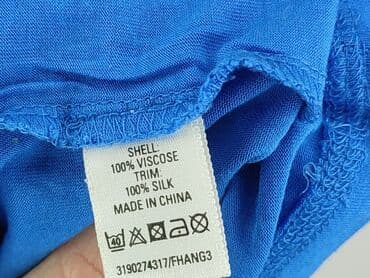 SHELL:
100% VISCOSE
TRIM:
100% SILK
MADE IN CHINA
40
3190274317/FHANG3